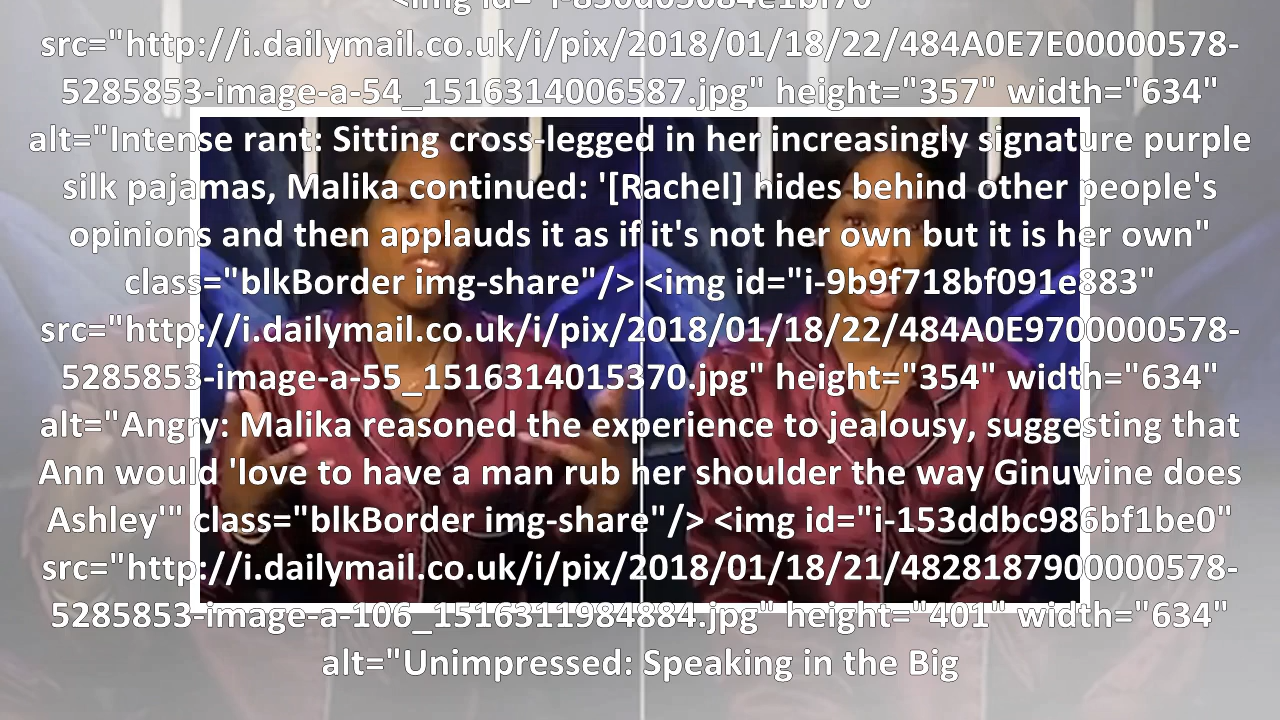 <img id="i-850d05084e1bf70"
src="http://i.dailymail.co.uk/i/pix/2018/01/18/22/484A0E7E00000578-
5285853-image-a-54_1516314006587.jpg" height="357" width="634"
alt="Intense rant: Sitting cross-legged in her increasingly signature purple
silk pajamas, Malika continued: '[Rachel] hides behind other people's
opinions and then applauds it as if it's not her own but it is her own"
class="blkBorder img-share"/> <img id="i-9b9f718bf091e883"
src="http://i.dailymail.co.uk/i/pix/2018/01/18/22/484A0E9700000578-
5285853-image-a-55_1516314015370.jpg" height="354" width="634"
alt="Angry: Malika reasoned the experience to jealousy, suggesting that
Ann would 'love to have a man rub her shoulder the way Ginuwine does
Ashley'" class="blkBorder img-share"/> <img id="i-153ddbc986bf1be0"
src="http://i.dailymail.co.uk/i/pix/2018/01/18/21/4828187900000578-
5285853-image-a-106_1516311984884.jpg" height="401" width="634"
alt="Unimpressed: Speaking in the Big